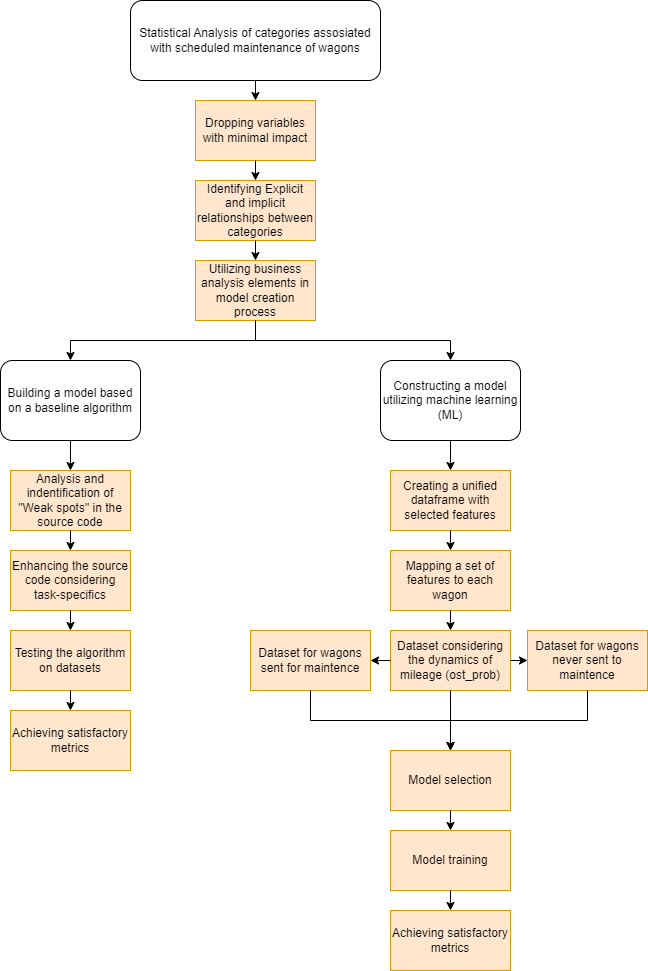 Statistical Analysis of categories assosiated
with scheduled maintenance of wagons
Dropping variables
with minimal impact
Identifying Explicit
and implicit
relationships between
categories
Utilizing business
analysis elements in
model creation
process
Building a model based
on a baseline algorithm
Analysis and
indentification of
"Weak spots" in the
source code
Enhancing the source
code considering
task-specifics
Testing the algorithm
on datasets
Achieving satisfactory
metrics
Constructing a model
utilizing machine learning
(ML)
Creating a unified
dataframe with
selected features
Mapping a set of
features to each
wagon
Dataset for wagons
sent for maintence
Dataset considering
the dynamics of
mileage (ost_prob)
Dataset for wagons
never sent to
maintence
Model selection
Model training
Achieving satisfactory
metrics